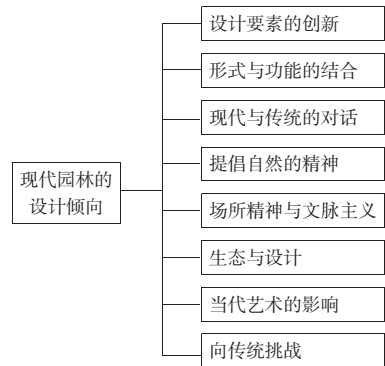 设计要素的创新
形式与功能的结合
现代与传统的对话
提倡自然的精神
现代园林的
设计倾向
场所精神与文脉主义
生态与设计
当代艺术的影响
向传统挑战